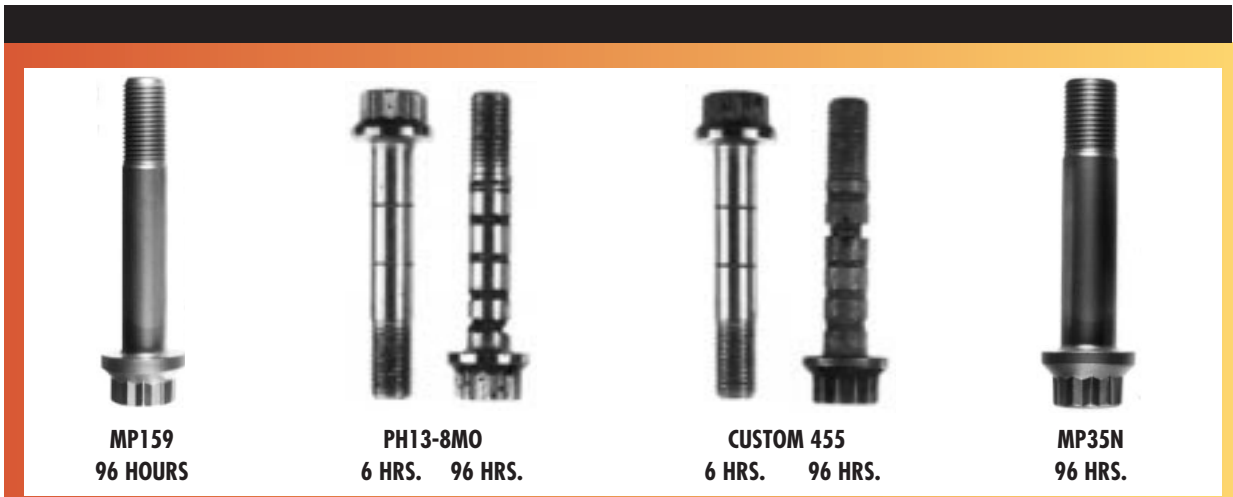 MP159
96 HOURS
PH13-8MO
6 HRS. 96 HRS.
CUSTOM 455
6 HRS. 96 HRS.
MP35N
96 HRS.